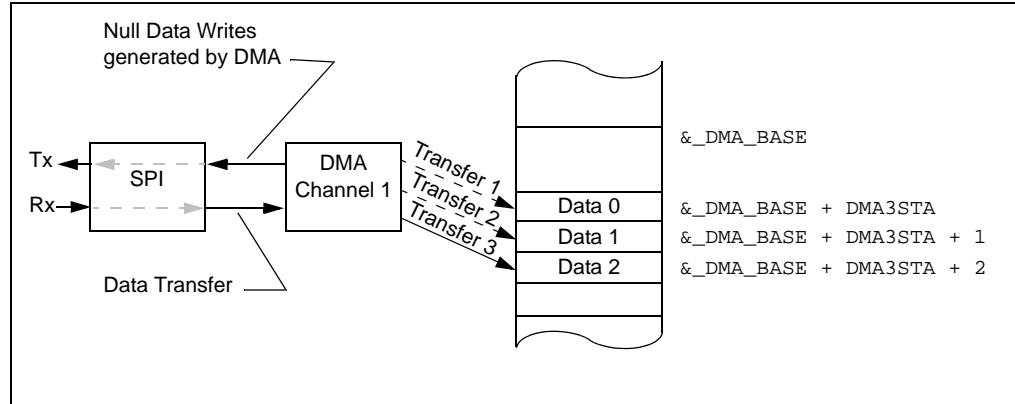 Null Data Writes
generated by DMA
&_DMA_BASE
Tx
Rx
SPI
DMA
Channel 1
Transfer 1
Transfer 2
Transfer 3
Data 0
&_DMA_BASE + DMA3STA
Data 1
&_DMA_BASE + DMA3STA + 1
Data 2
&_DMA_BASE + DMA3STA + 2
Data Transfer